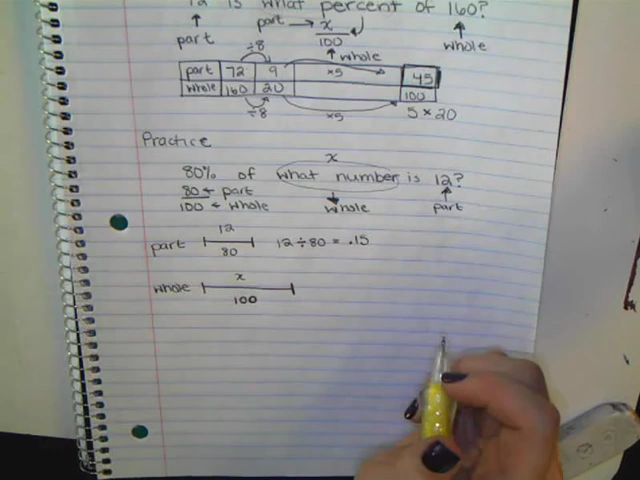 is what percent of 160?
part → x
part 100 whole
whole
÷8
part 72 9 ×5 45
whole 160 20 100
÷8 ×5 5 × 20
Practice
x
80% of what number is 12?
80 ← part
100 ← whole whole part
12
part 12 ÷ 80 = .15
80
x
whole
100